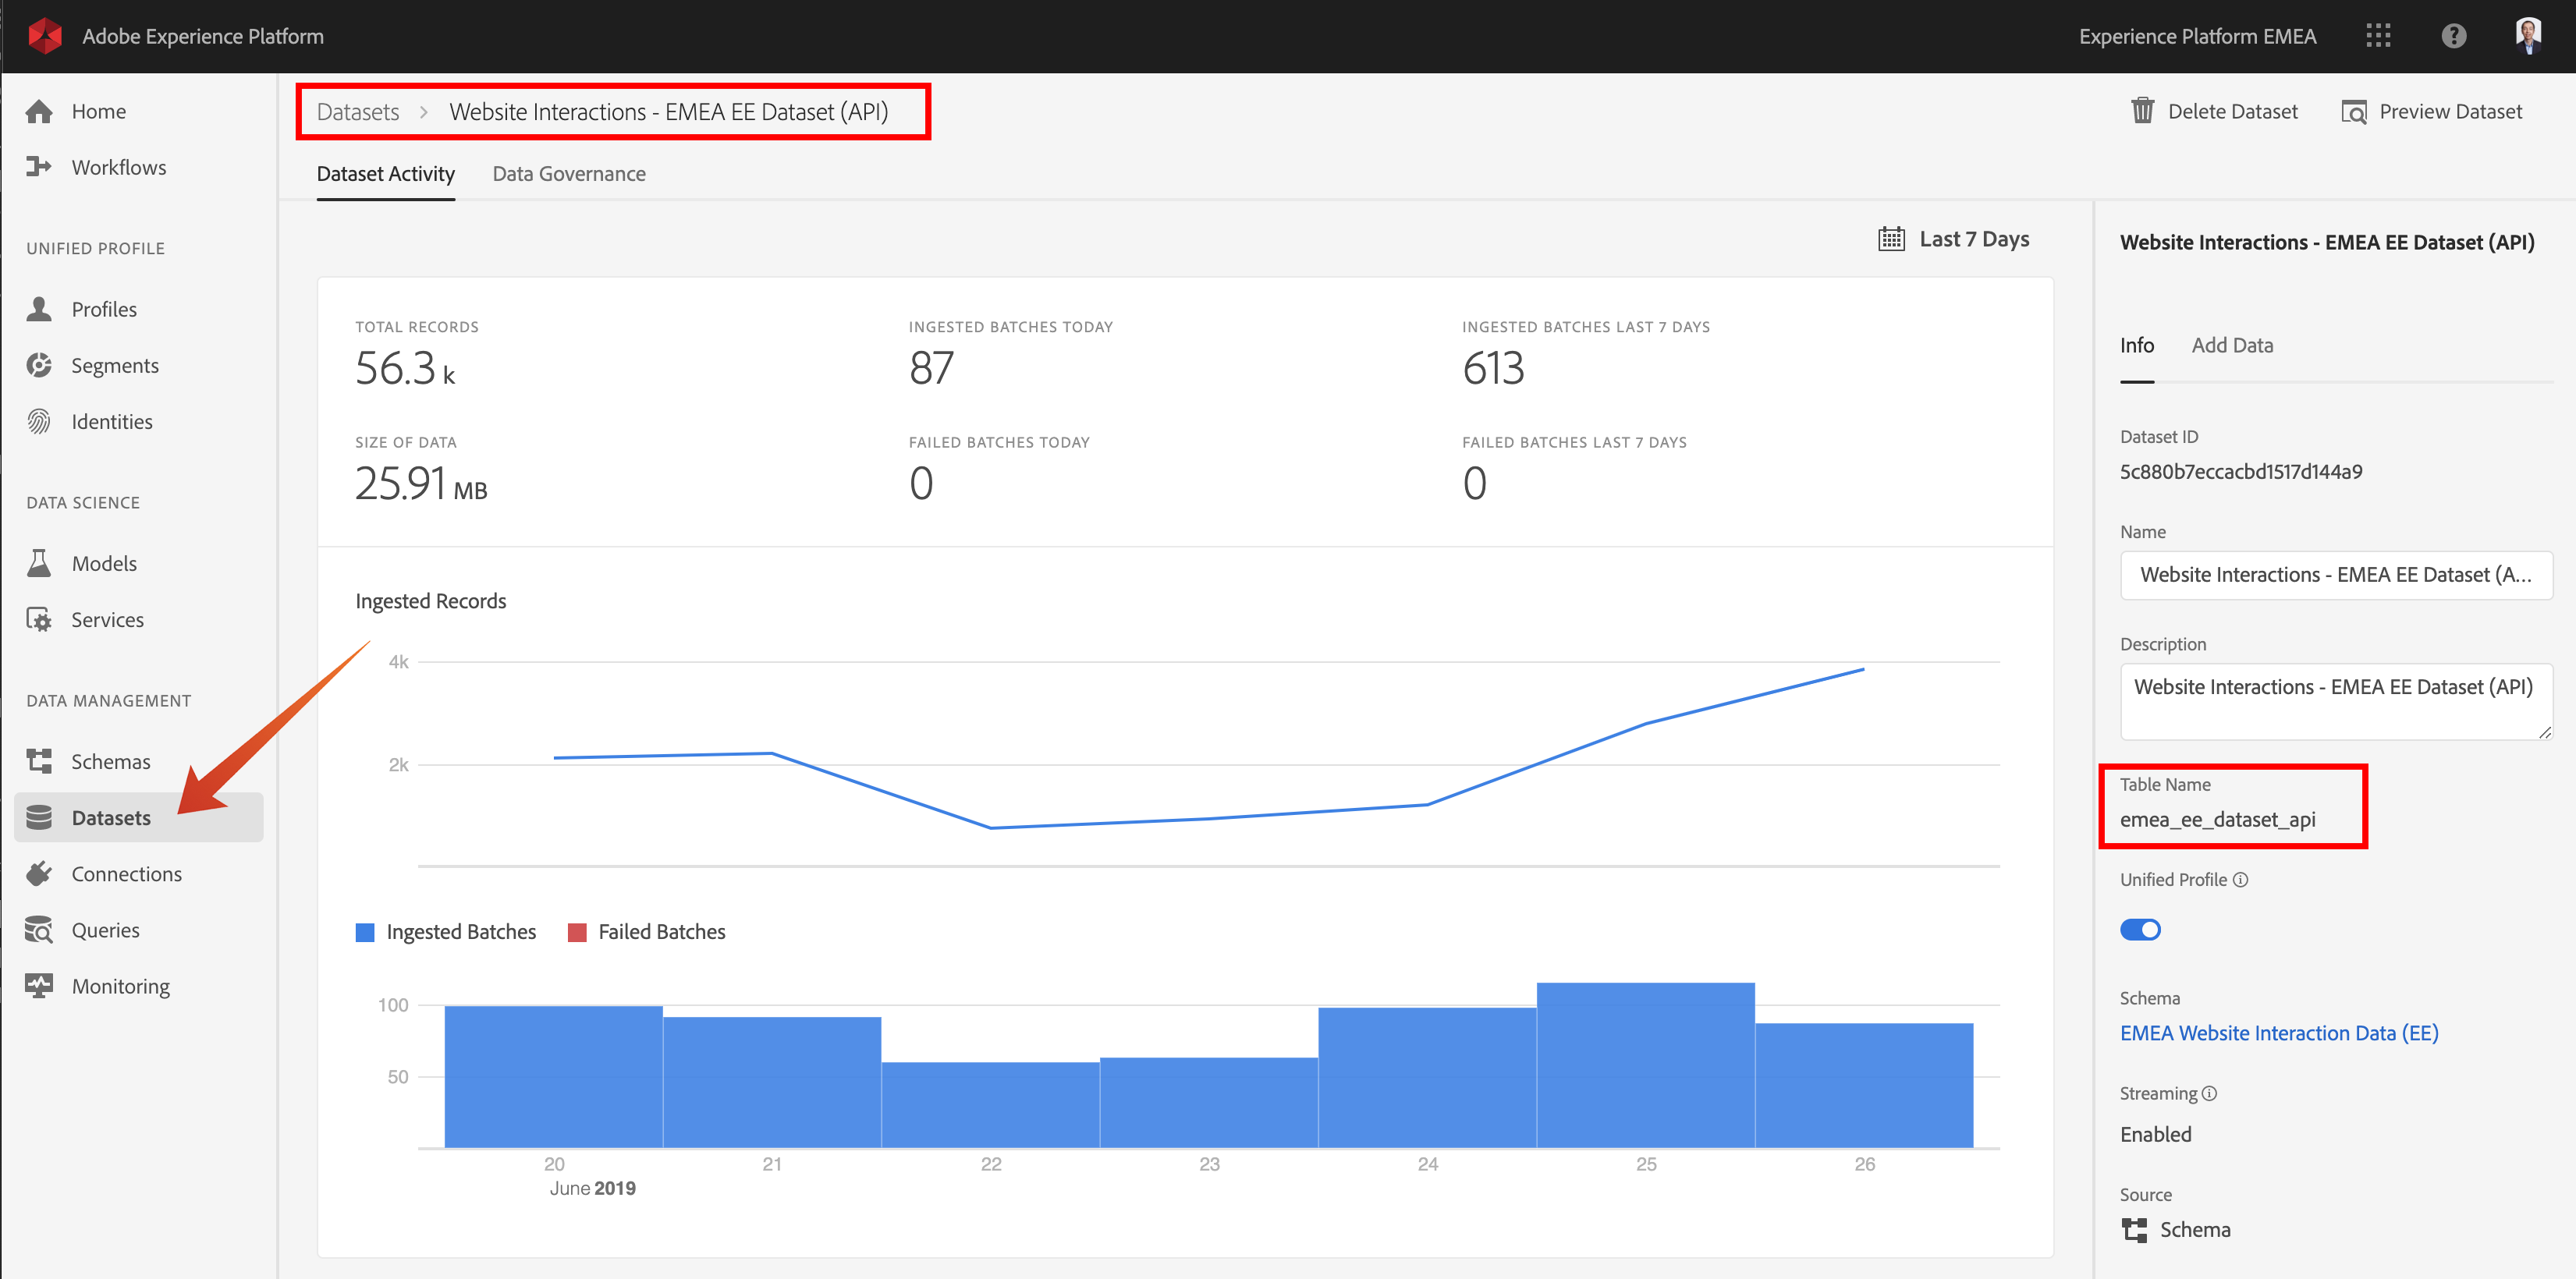 Adobe Experience Platform
Experience Platform EMEA
Home
Workflows
UNIFIED PROFILE
Profiles
Segments
Identities
DATA SCIENCE
Models
Services
DATA MANAGEMENT
Schemas
Datasets
Connections
Queries
Monitoring
Datasets > Website Interactions - EMEA EE Dataset (API)
Delete Dataset
Preview Dataset
Dataset Activity
Data Governance
Last 7 Days
TOTAL RECORDS
56.3 k
INGESTED BATCHES TODAY
87
INGESTED BATCHES LAST 7 DAYS
613
SIZE OF DATA
25.91 MB
FAILED BATCHES TODAY
0
FAILED BATCHES LAST 7 DAYS
0
Ingested Records
4k
2k
Ingested Batches
Failed Batches
100
50
20 21 22 23 24 25 26
June 2019
Website Interactions - EMEA EE Dataset (API)
Info
Add Data
Dataset ID
5c880b7eccacbd1517d144a9
Name
Website Interactions - EMEA EE Dataset (A...
Description
Website Interactions - EMEA EE Dataset (API)
Table Name
emea_ee_dataset_api
Unified Profile
Schema
EMEA Website Interaction Data (EE)
Streaming
Enabled
Source
Schema